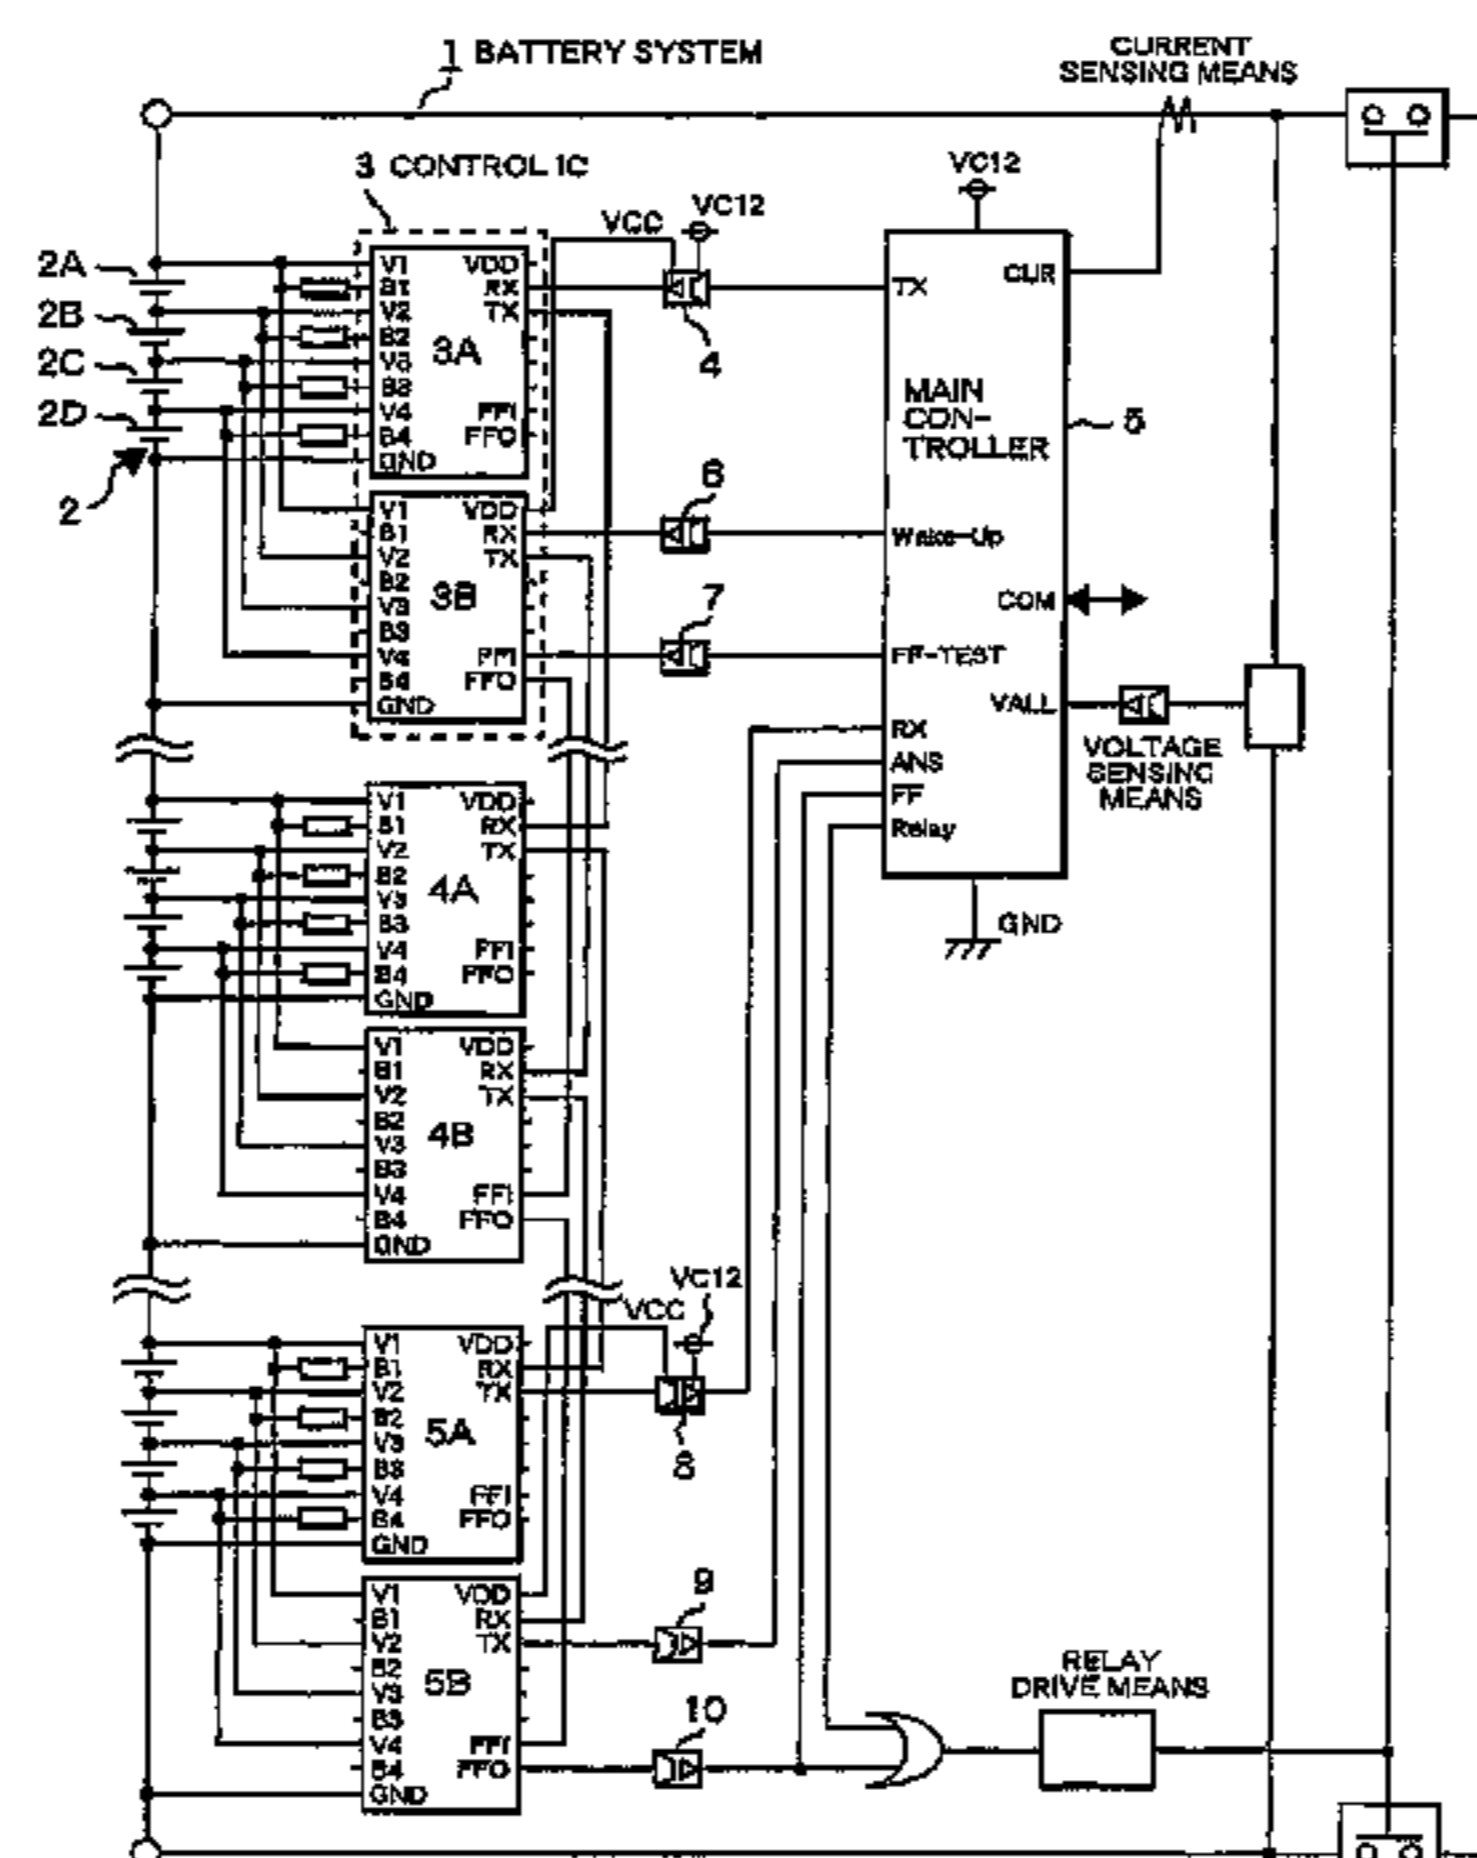 1 BATTERY SYSTEM
CURRENT
SENSING MEANS
3 CONTROL IC
VC12
VCC
VC12
2A
2B
2C
2D
2
V1 VDD
B1 RX
V2 TX
B2
V3
B3
V4 FFI
B4 FFO
GND
3A
4
TX
CUR
MAIN
CON-
TROLLER
5
V1 VDD
B1 RX
V2 TX
B2
V3
B3
V4 FFI
B4 FFO
GND
3B
6
Wake-Up
7
COM
FF-TEST
VALL
RX
ANS
FF
Relay
VOLTAGE
SENSING
MEANS
GND
V1 VDD
B1 RX
V2 TX
B2
V3
B3
V4 FFI
B4 FFO
GND
4A
V1 VDD
B1 RX
V2 TX
B2
V3
B3
V4 FFI
B4 FFO
GND
4B
VC12
VCC
V1 VDD
B1 RX
V2 TX
B2
V3
B3
V4 FFI
B4 FFO
GND
5A
8
V1 VDD
B1 RX
V2 TX
B2
V3
B3
V4 FFI
B4 FFO
GND
5B
9
10
RELAY
DRIVE MEANS